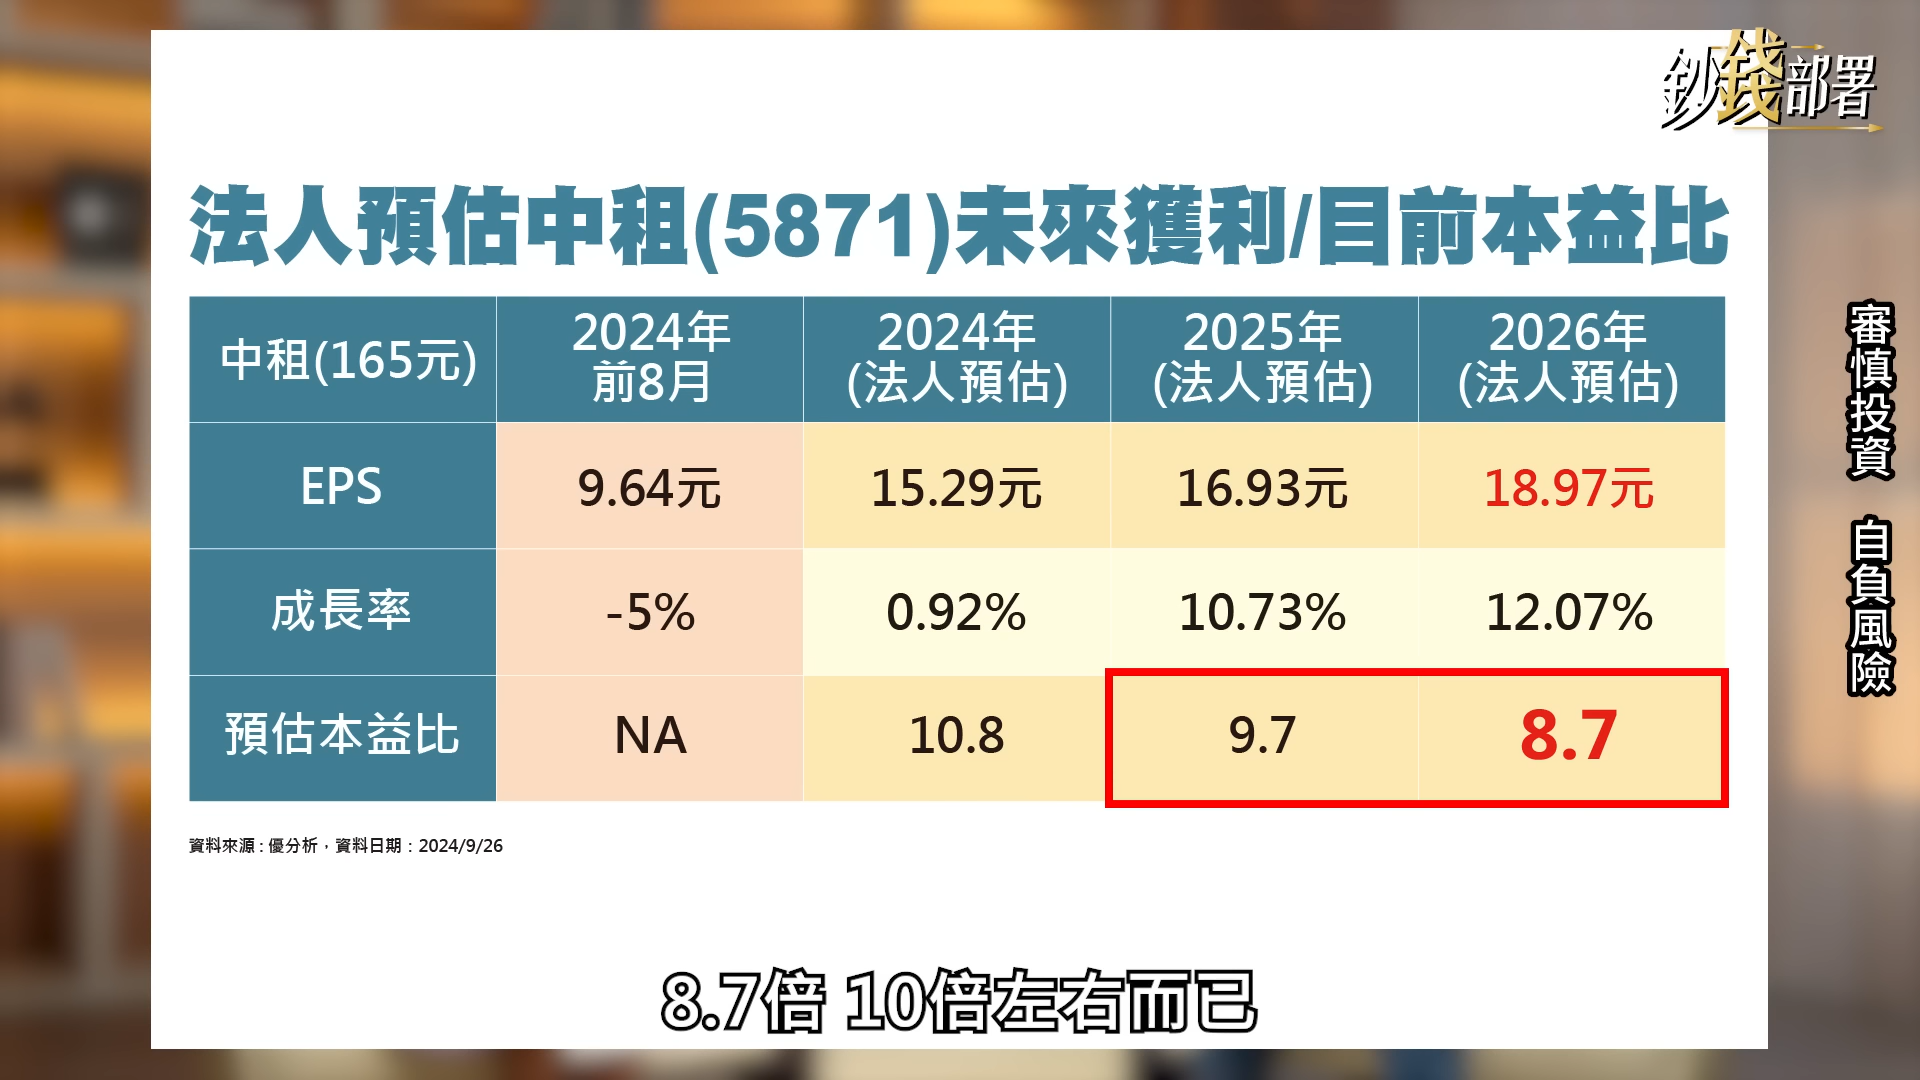 鈔錢部署
法人預估中租(5871)未來獲利/目前本益比
中租(165元)
2024年
前8月
2024年
(法人預估)
2025年
(法人預估)
2026年
(法人預估)
EPS
9.64元
15.29元
16.93元
18.97元
成長率
-5%
0.92%
10.73%
12.07%
預估本益比
NA
10.8
9.7
8.7
資料來源:優分析，資料日期：2024/9/26
審慎投資 自負風險
8.7倍 10倍左右而已